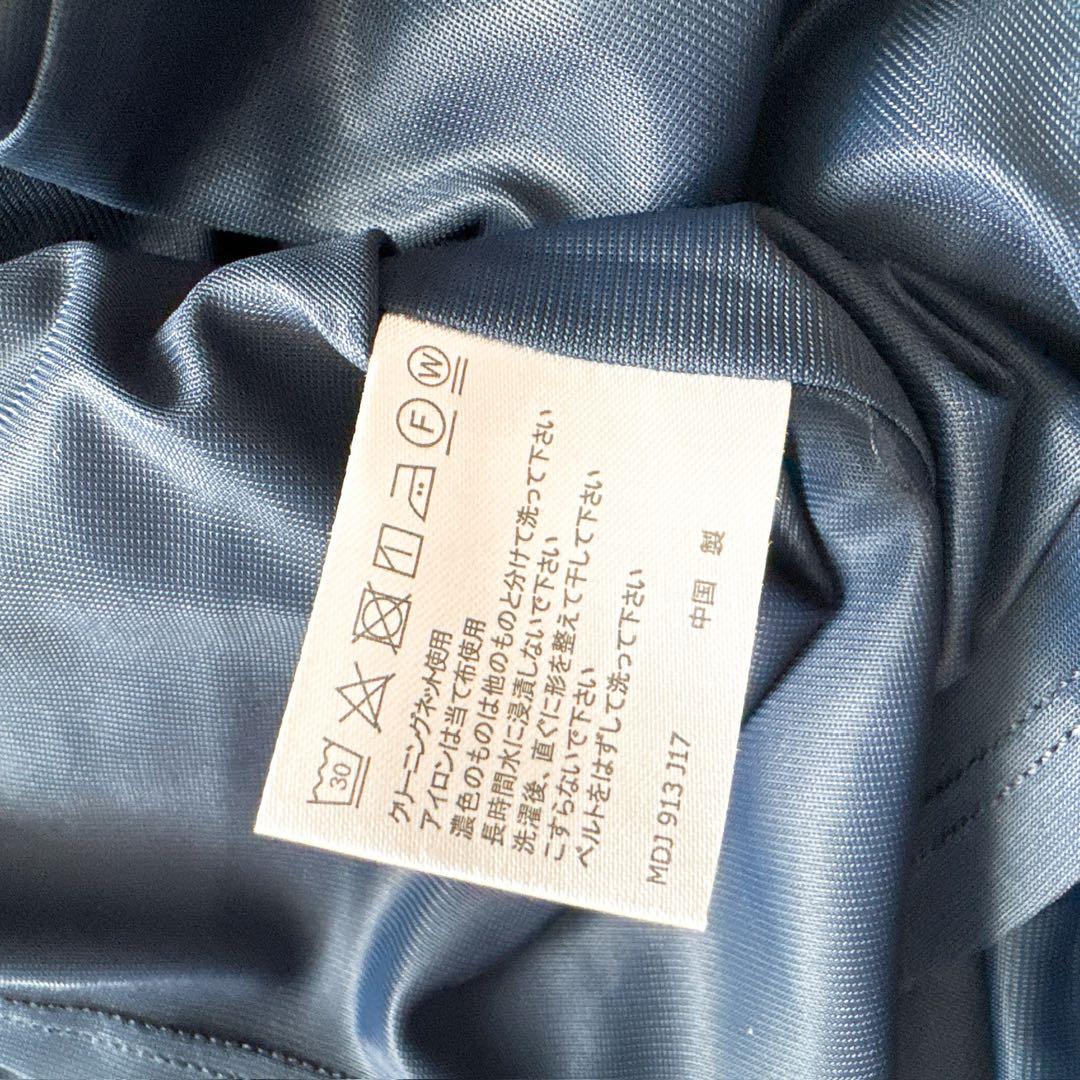 30
F
W
クリーニングネット使用
アイロンは当て布使用
濃色のものは他のものと分けて洗って下さい
長時間水に浸漬しないで下さい
洗濯後、直ぐに形を整えて干して下さい
こすらないで下さい
ベルトをはずして洗って下さい
MDJ 913 J17
中国 製